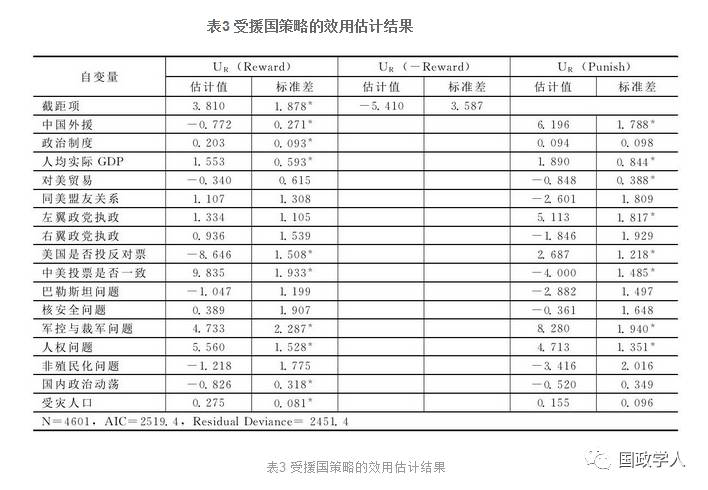 表3 受援国策略的效用估计结果
自变量 UR（Reward） UR（－Reward） UR（Punish）
估计值 标准差 估计值 标准差 估计值 标准差
截距项 3.810 1.878* －5.410 3.587
中国外援 －0.772 0.271* 6.196 1.788*
政治制度 0.203 0.093* 0.094 0.098
人均实际 GDP 1.553 0.593* 1.890 0.844*
对美贸易 －0.340 0.615 －0.848 0.388*
同美盟友关系 1.107 1.308 －2.601 1.809
左翼政党执政 1.334 1.105 5.113 1.817*
右翼政党执政 0.936 1.539 －1.846 1.929
美国是否投反对票 －8.646 1.508* 2.687 1.218*
中美投票是否一致 9.835 1.933* －4.000 1.485*
巴勒斯坦问题 －1.047 1.199 －2.882 1.497
核安全问题 0.389 1.907 －0.361 1.648
军控与裁军问题 4.733 2.287* 8.280 1.940*
人权问题 5.560 1.528* 4.713 1.351*
非殖民化问题 －1.218 1.775 －3.416 2.016
国内政治动荡 －0.826 0.318* －0.520 0.349
受灾人口 0.275 0.081* 0.155 0.096
N＝4601，AIC＝2519.4，Residual Deviance＝ 2451.4
国政学人
表3 受援国策略的效用估计结果